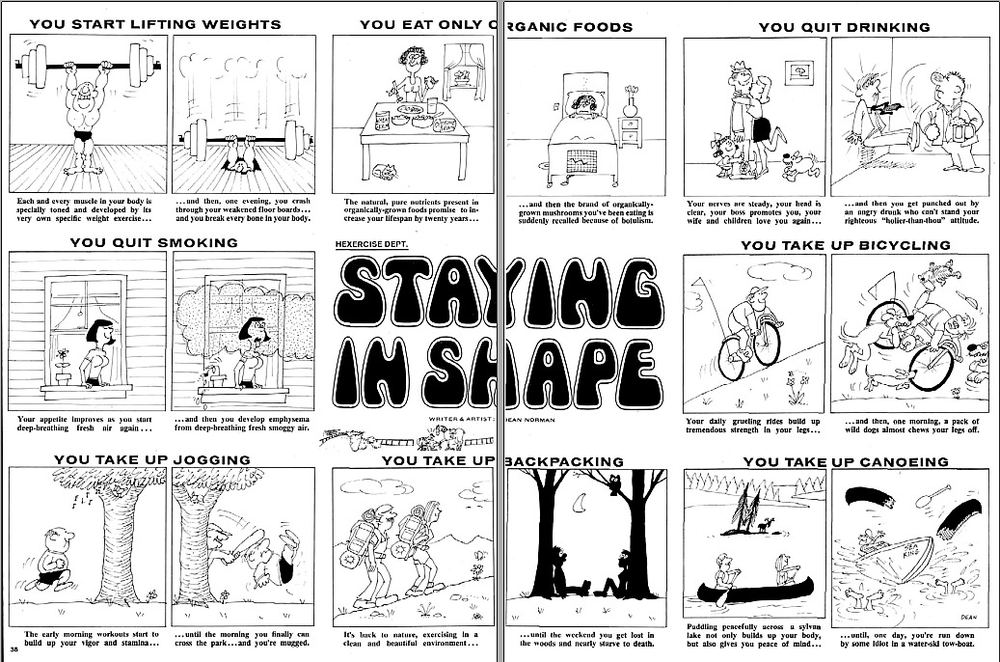 YOU START LIFTING WEIGHTS
Each and every muscle in your body is
specially toned and developed by its
very own specific weight exercise...
...and then, one evening, you crash
through your weakened floor boards...
and you break every bone in your body.
YOU EAT ONLY ORGANIC FOODS
The natural, pure nutrients present in
organically-grown foods promise to in-
crease your lifespan by twenty years...
...and then the brand of organically-
grown mushrooms you've been eating is
suddenly recalled because of botulism.
YOU QUIT DRINKING
Your nerves are steady, your head is
clear, your boss promotes you, your
wife and children love you again...
...and then you get punched out by
an angry drunk who can't stand your
righteous "holier-than-thou" attitude.
YOU QUIT SMOKING
Your appetite improves as you start
deep-breathing fresh air again...
...and then you develop emphysema
from deep-breathing fresh smoggy air.
HEXERCISE DEPT.
STAYING
IN SHAPE
WRITER & ARTIST: DEAN NORMAN
YOU TAKE UP BICYCLING
Your daily grueling rides build up
tremendous strength in your legs...
...and then, one morning, a pack of
wild dogs almost chews your legs off.
YOU TAKE UP JOGGING
The early morning workouts start to
build up your vigor and stamina...
...until the morning you finally can
cross the park...and you're mugged.
YOU TAKE UP BACKPACKING
It's back to nature, exercising in a
clean and beautiful environment...
...until the weekend you get lost in
the woods and nearly starve to death.
YOU TAKE UP CANOEING
Paddling peacefully across a sylvan
lake not only builds up your body,
but also gives you peace of mind...
KING
DEAN
...until, one day, you're run down
by some idiot in a water-ski tow-boat.
38